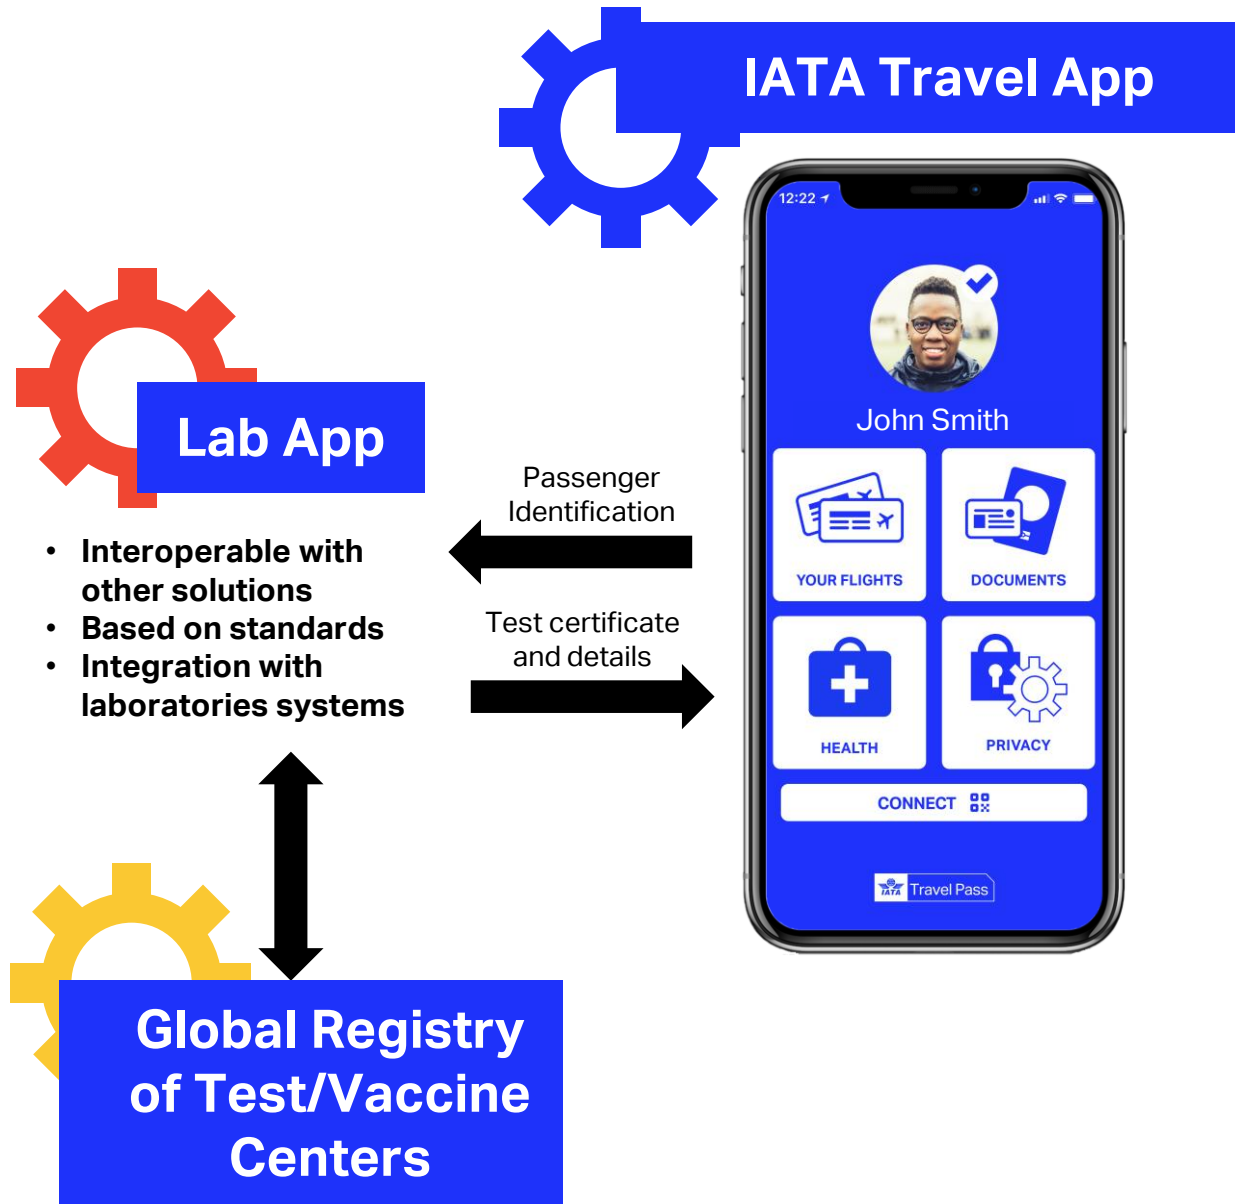 IATA Travel App
12:22
John Smith
YOUR FLIGHTS
DOCUMENTS
HEALTH
PRIVACY
CONNECT
IATA Travel Pass
Lab App
Passenger
Identification
• Interoperable with
other solutions
• Based on standards
• Integration with
laboratories systems
Test certificate
and details
Global Registry
of Test/Vaccine
Centers